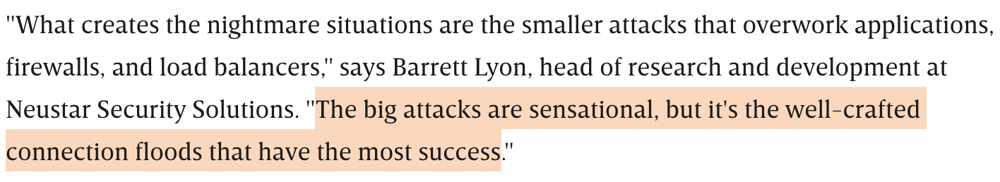 "What creates the nightmare situations are the smaller attacks that overwork applications,
firewalls, and load balancers," says Barrett Lyon, head of research and development at
Neustar Security Solutions. "The big attacks are sensational, but it's the well-crafted
connection floods that have the most success."